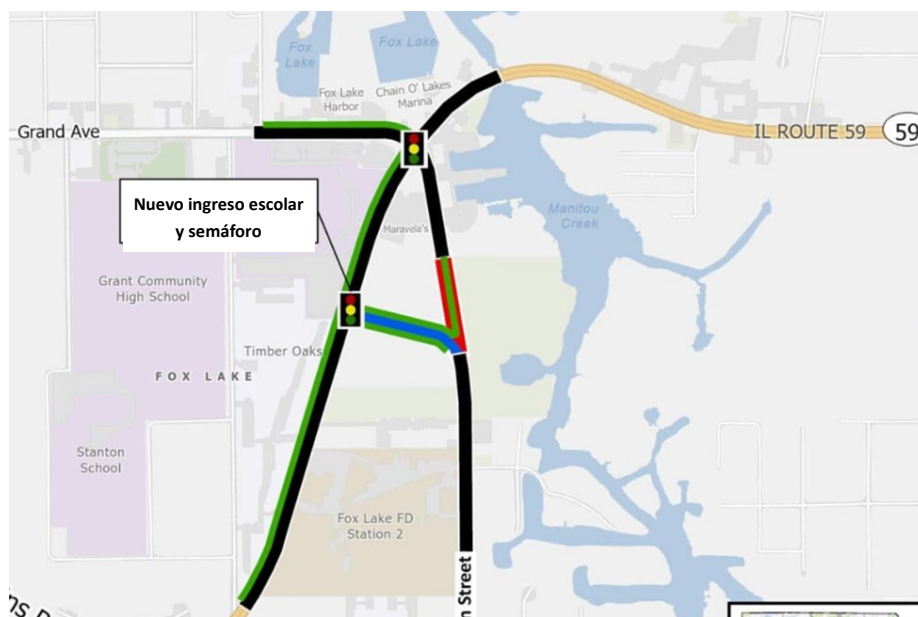 Fox
Lake
Fox Lake
Fox Lake
Harbor
Chain O' Lakes
Marina
Grand Ave
IL ROUTE 59
59
Nuevo ingreso escolar
y semáforo
Manitou
Creek
Maravela's
Grant Community
High School
Timber Oaks
FOX LAKE
Stanton
School
Fox Lake FD
Station 2
Street